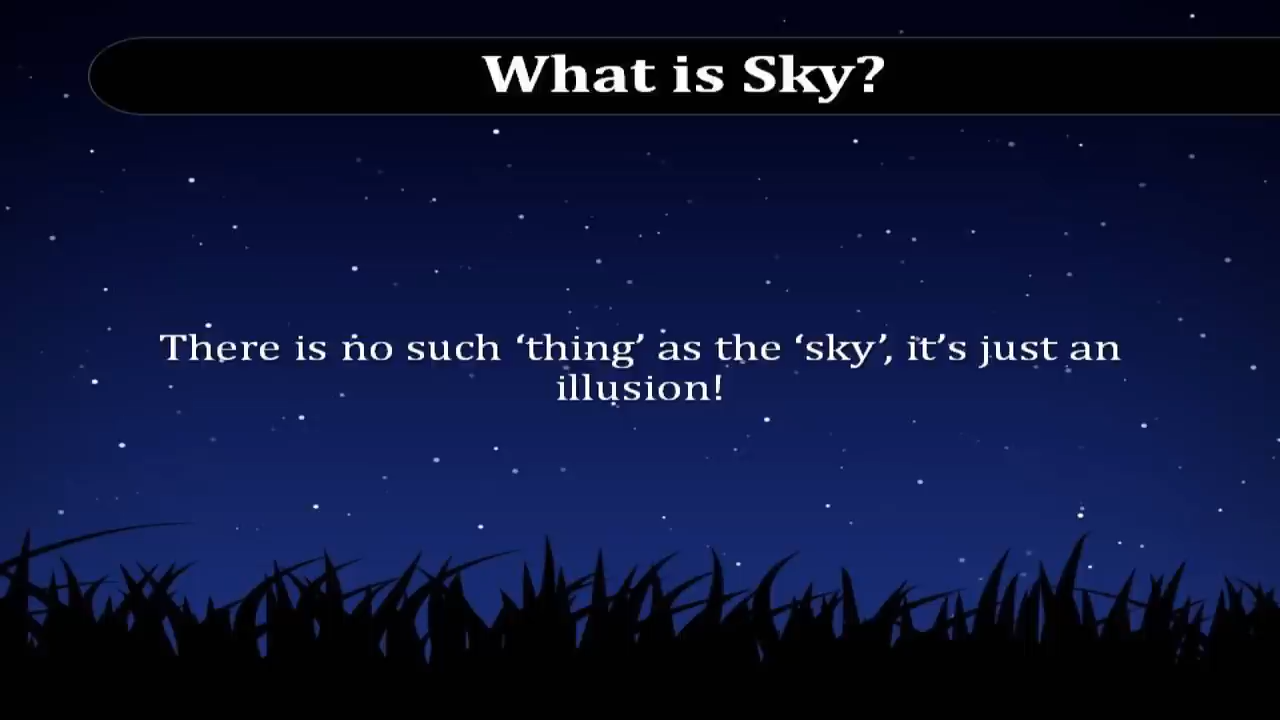 What is Sky?
There is no such ‘thing’ as the ‘sky’, it’s just an
illusion!